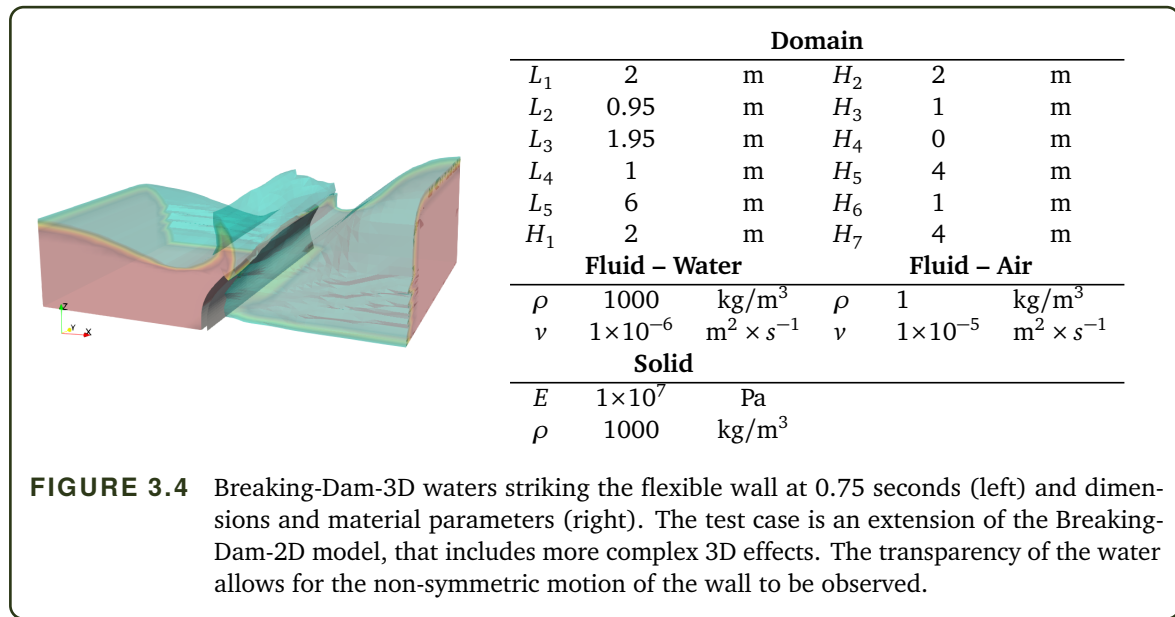 Domain
L₁ 2 m H₂ 2 m
L₂ 0.95 m H₃ 1 m
L₃ 1.95 m H₄ 0 m
L₄ 1 m H₅ 4 m
L₅ 6 m H₆ 1 m
H₁ 2 m H₇ 4 m
Fluid – Water Fluid – Air
ρ 1000 kg/m³ ρ 1 kg/m³
ν 1×10⁻⁶ m² × s⁻¹ ν 1×10⁻⁵ m² × s⁻¹
Solid
E 1×10⁷ Pa
ρ 1000 kg/m³
Z
Y
X
FIGURE 3.4 Breaking-Dam-3D waters striking the flexible wall at 0.75 seconds (left) and dimen-
sions and material parameters (right). The test case is an extension of the Breaking-
Dam-2D model, that includes more complex 3D effects. The transparency of the water
allows for the non-symmetric motion of the wall to be observed.